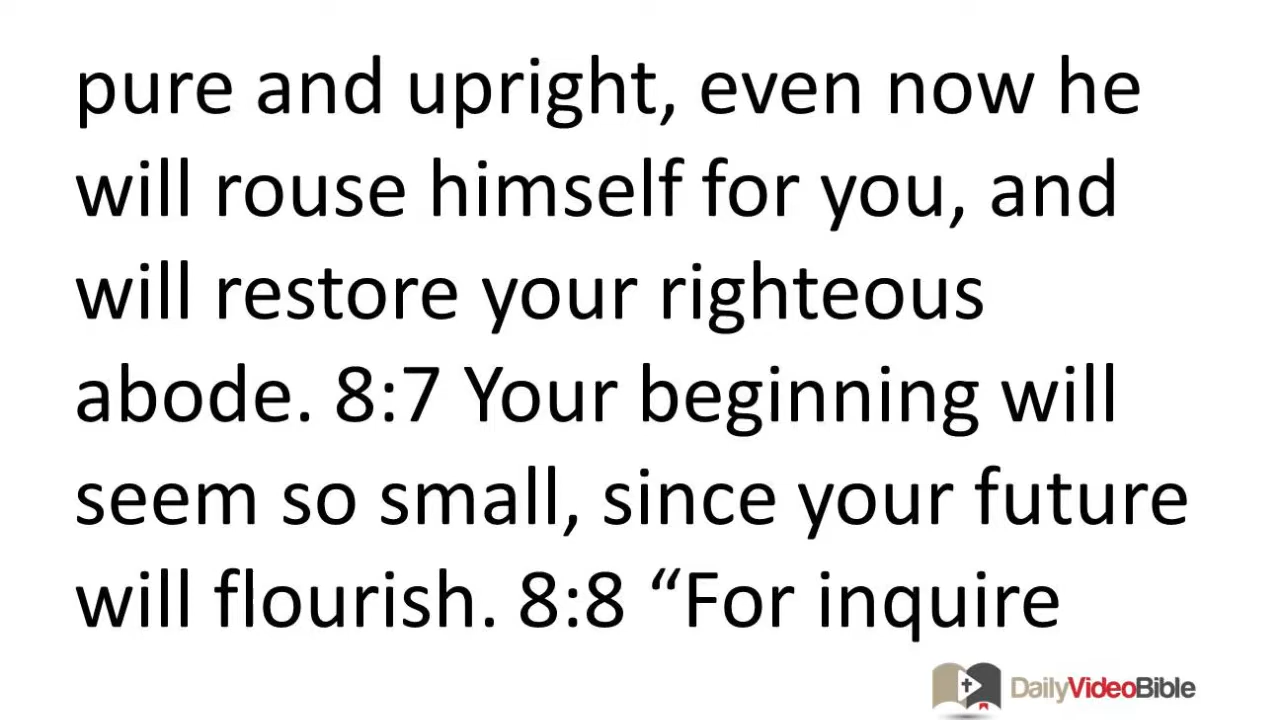 pure and upright, even now he
will rouse himself for you, and
will restore your righteous
abode. 8:7 Your beginning will
seem so small, since your future
will flourish. 8:8 “For inquire
DailyVideoBible